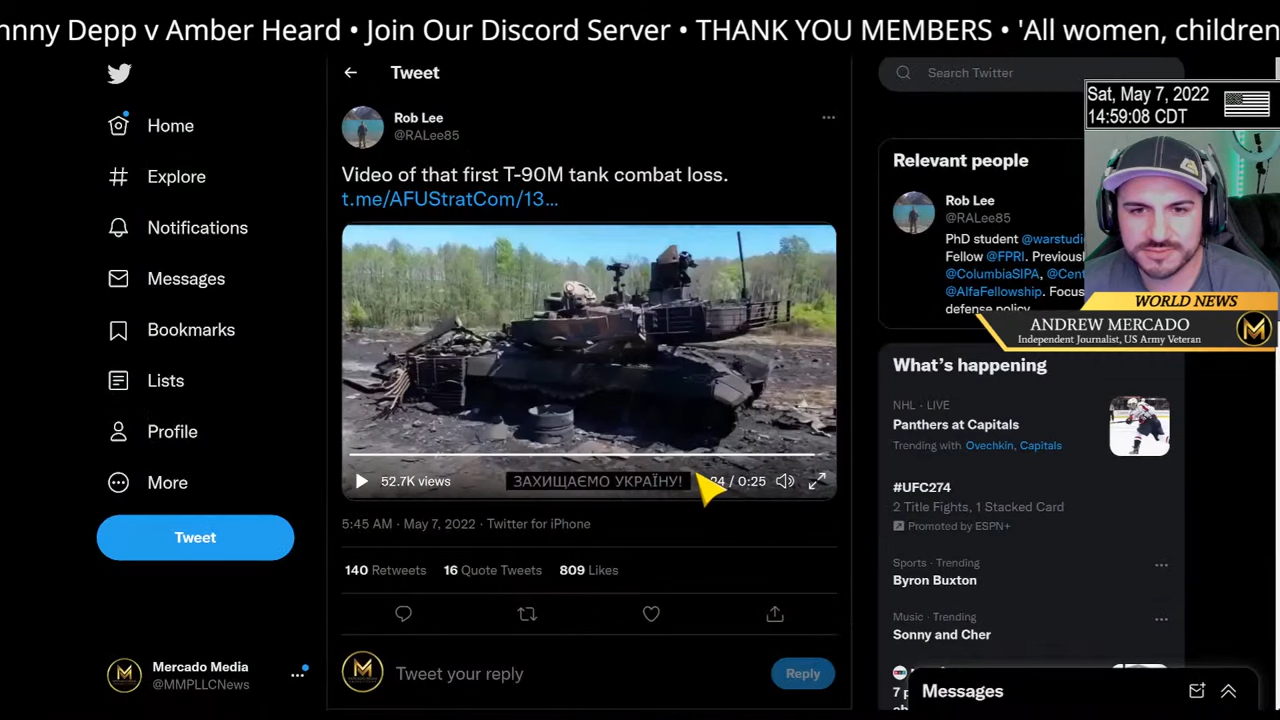 nny Depp v Amber Heard • Join Our Discord Server • THANK YOU MEMBERS • 'All women, children
Tweet
Search Twitter
Sat, May 7, 2022
14:59:08 CDT
Home
Explore
Notifications
Messages
Bookmarks
Lists
Profile
More
Tweet
Mercado Media
@MMPLLCNews
Rob Lee
@RALee85
Video of that first T-90M tank combat loss.
t.me/AFUStratCom/13…
52.7K views
ЗАХИЩАЄМО УКРАЇНУ!
/ 0:25
5:45 AM · May 7, 2022 · Twitter for iPhone
140 Retweets 16 Quote Tweets 809 Likes
Tweet your reply
Reply
Relevant people
Rob Lee
@RALee85
PhD student @warstudi
Fellow @FPRI. Previousl
@ColumbiaSIPA, @Cent
@AlfaFellowship. Focus
defense policy.
WORLD NEWS
ANDREW MERCADO
Independent Journalist, US Army Veteran
What's happening
NHL · LIVE
Panthers at Capitals
Trending with Ovechkin, Capitals
#UFC274
2 Title Fights, 1 Stacked Card
Promoted by ESPN+
Sports · Trending
Byron Buxton
Music · Trending
Sonny and Cher
Messages